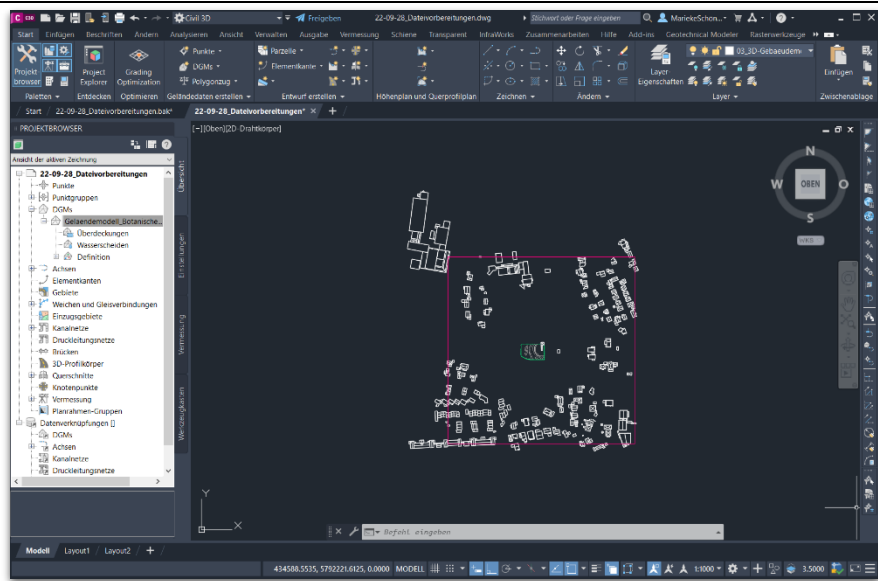 C 3D Civil 3D Freigeben 22-09-28_Dateivorbereitungen.dwg Stichwort oder Frage eingeben MariekeSchön...
Start Einfügen Beschriften Ändern Analysieren Ansicht Verwalten Ausgabe Vermessung Schiene Transparent InfraWorks Zusammenarbeiten Hilfe Add-ins Geotechnical Modeler Rasterwerkzeuge
Projekt browser Project Explorer Grading Optimization Punkte Parzelle Layer Eigenschaften 03_3D-Gebaeudem Einfügen
DGMs Elementkante
Polygonzug
Paletten Entdecken Optimieren Geländedaten erstellen Entwurf erstellen Höhenplan und Querprofilplan Zeichnen Ändern Layer Zwischenablage
Start 22-09-28_Dateivorbereitungen.bak* 22-09-28_Dateivorbereitungen* +
PROJEKTBROWSER
[–][Oben][2D-Drahtkörper]
Ansicht der aktiven Zeichnung
22-09-28_Dateivorbereitungen
Punkte
Punktgruppen
DGMs
Gelaendemodell_Botanische...
Überdeckungen
Wasserscheiden
Definition
Achsen
Elementkanten
Gebiete
Weichen und Gleisverbindungen
Einzugsgebiete
Kanalnetze
Druckleitungsnetze
Brücken
3D-Profilkörper
Querschnitte
Knotenpunkte
Vermessung
Planrahmen-Gruppen
Datenverknüpfungen []
DGMs
Achsen
Kanalnetze
Druckleitungsnetze
Übersicht
Einstellungen
Vermessung
Werkzeugkasten
N
W OBEN O
S
WKS
Y
X
Befehl eingeben
Modell Layout1 Layout2 +
434588.5535, 5792221.6125, 0.0000 MODELL 1:1000 3.5000